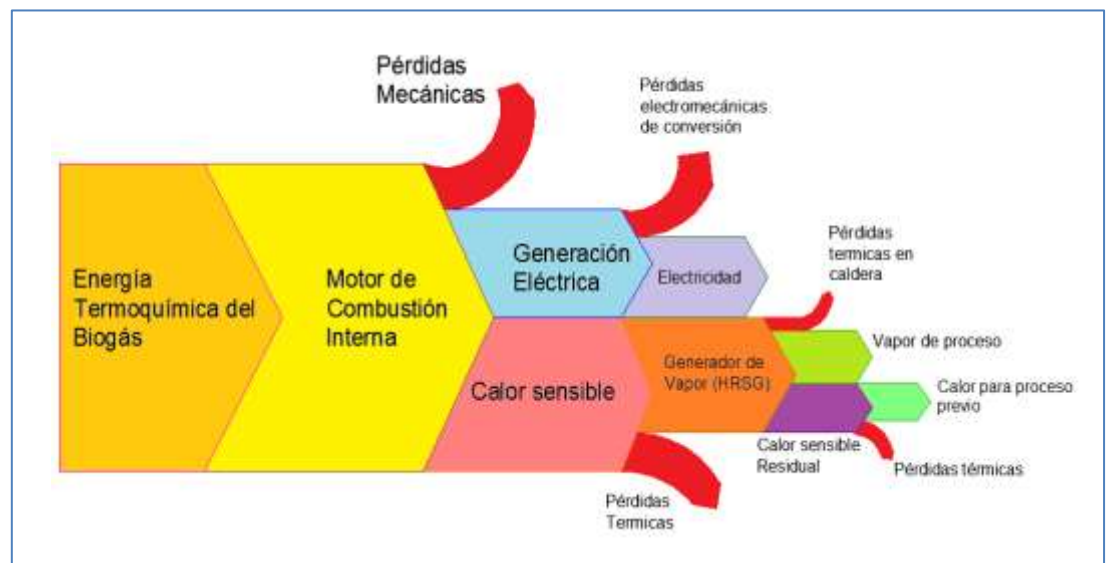 Pérdidas
Mecánicas
Pérdidas
electromecánicas
de conversión
Energía
Termoquímica del
Biogás
Motor de
Combustión
Interna
Generación
Eléctrica
Electricidad
Pérdidas
termicas en
caldera
Calor sensible
Generador de
Vapor (HRSG)
Vapor de proceso
Calor para proceso
previo
Calor sensible
Residual
Pérdidas térmicas
Pérdidas
Termicas